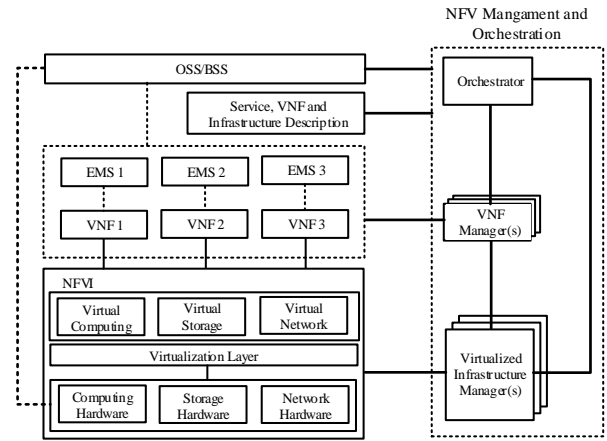 NFV Mangament and
Orchestration
OSS/BSS
Orchestrator
Service, VNF and
Infrastructure Description
EMS 1
EMS 2
EMS 3
VNF 1
VNF 2
VNF 3
VNF
Manager(s)
NFVI
Virtual
Computing
Virtual
Storage
Virtual
Network
Virtualization Layer
Virtualized
Infrastructure
Manager(s)
Computing
Hardware
Storage
Hardware
Network
Hardware